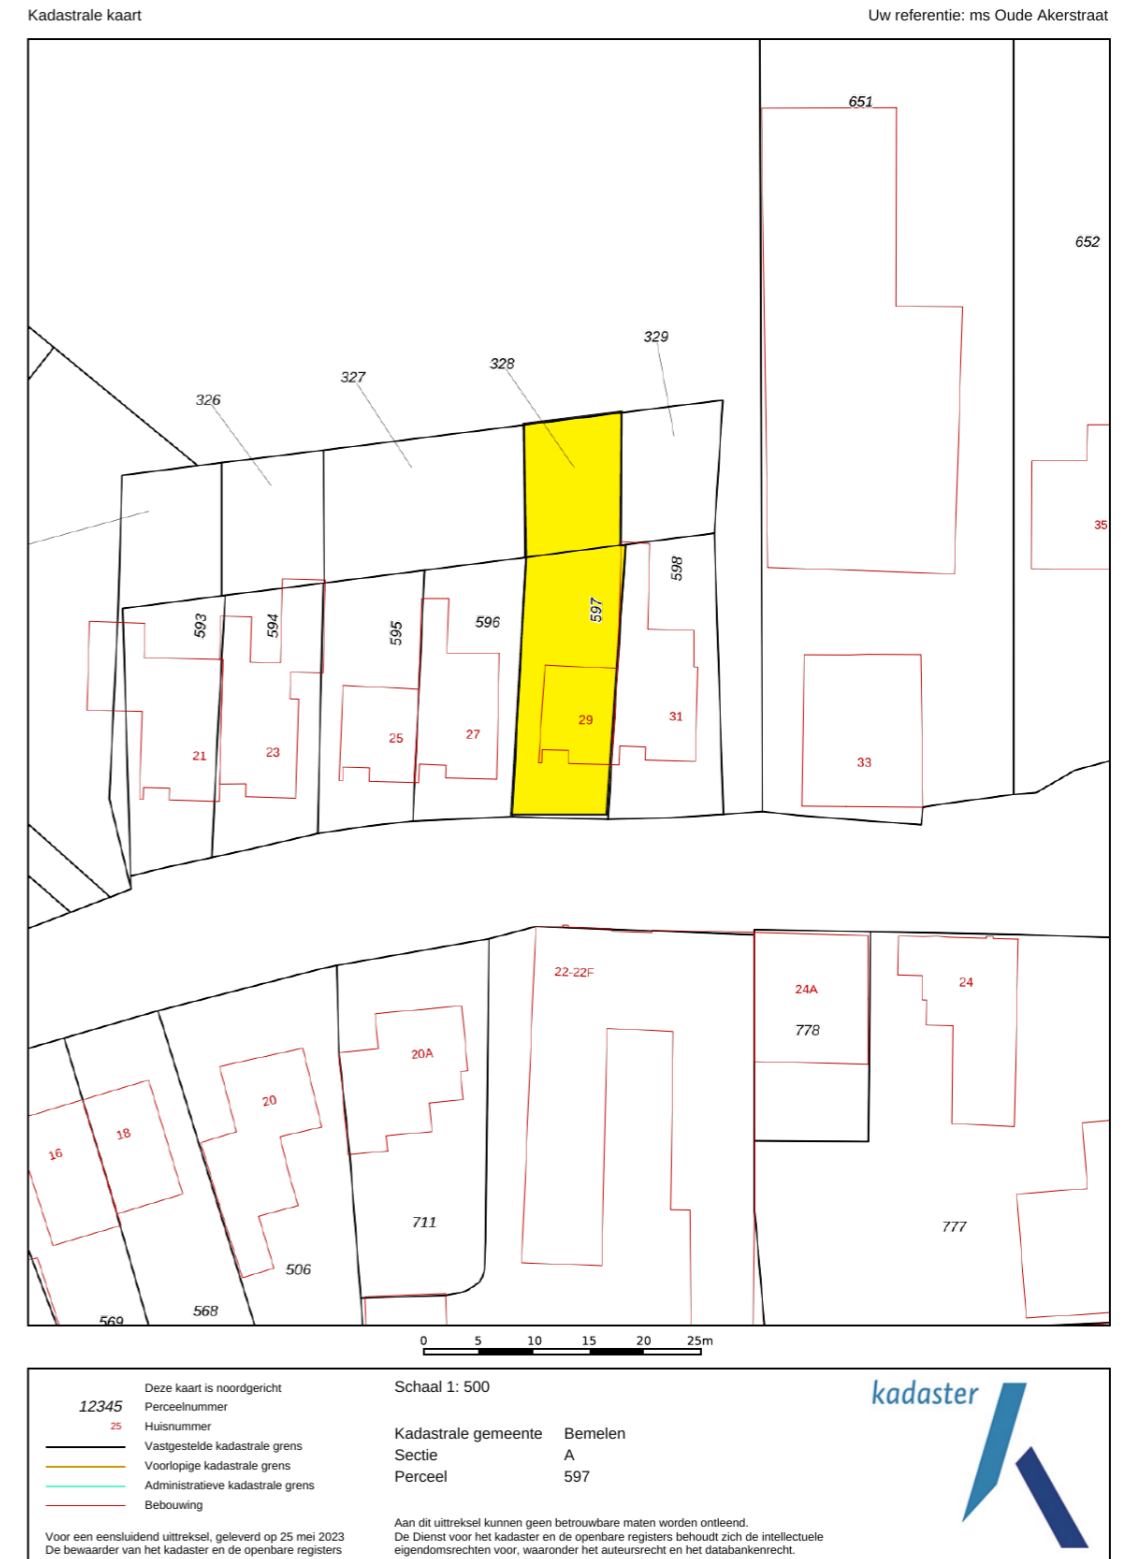 Kadastrale kaart
Uw referentie: ms Oude Akerstraat
651
652
329
328
327
326
35
598
597
593
594
595
596
29
31
21
23
25
27
33
22-22F
24A
24
778
20A
20
18
16
711
777
506
568
569
0 5 10 15 20 25m
Deze kaart is noordgericht
12345 Perceelnummer
25 Huisnummer
Vastgestelde kadastrale grens
Voorlopige kadastrale grens
Administratieve kadastrale grens
Bebouwing
Voor een eensluidend uittreksel, geleverd op 25 mei 2023
De bewaarder van het kadaster en de openbare registers
Schaal 1: 500
Kadastrale gemeente Bemelen
Sectie A
Perceel 597
Aan dit uittreksel kunnen geen betrouwbare maten worden ontleend.
De Dienst voor het kadaster en de openbare registers behoudt zich de intellectuele
eigendomsrechten voor, waaronder het auteursrecht en het databankenrecht.
kadaster